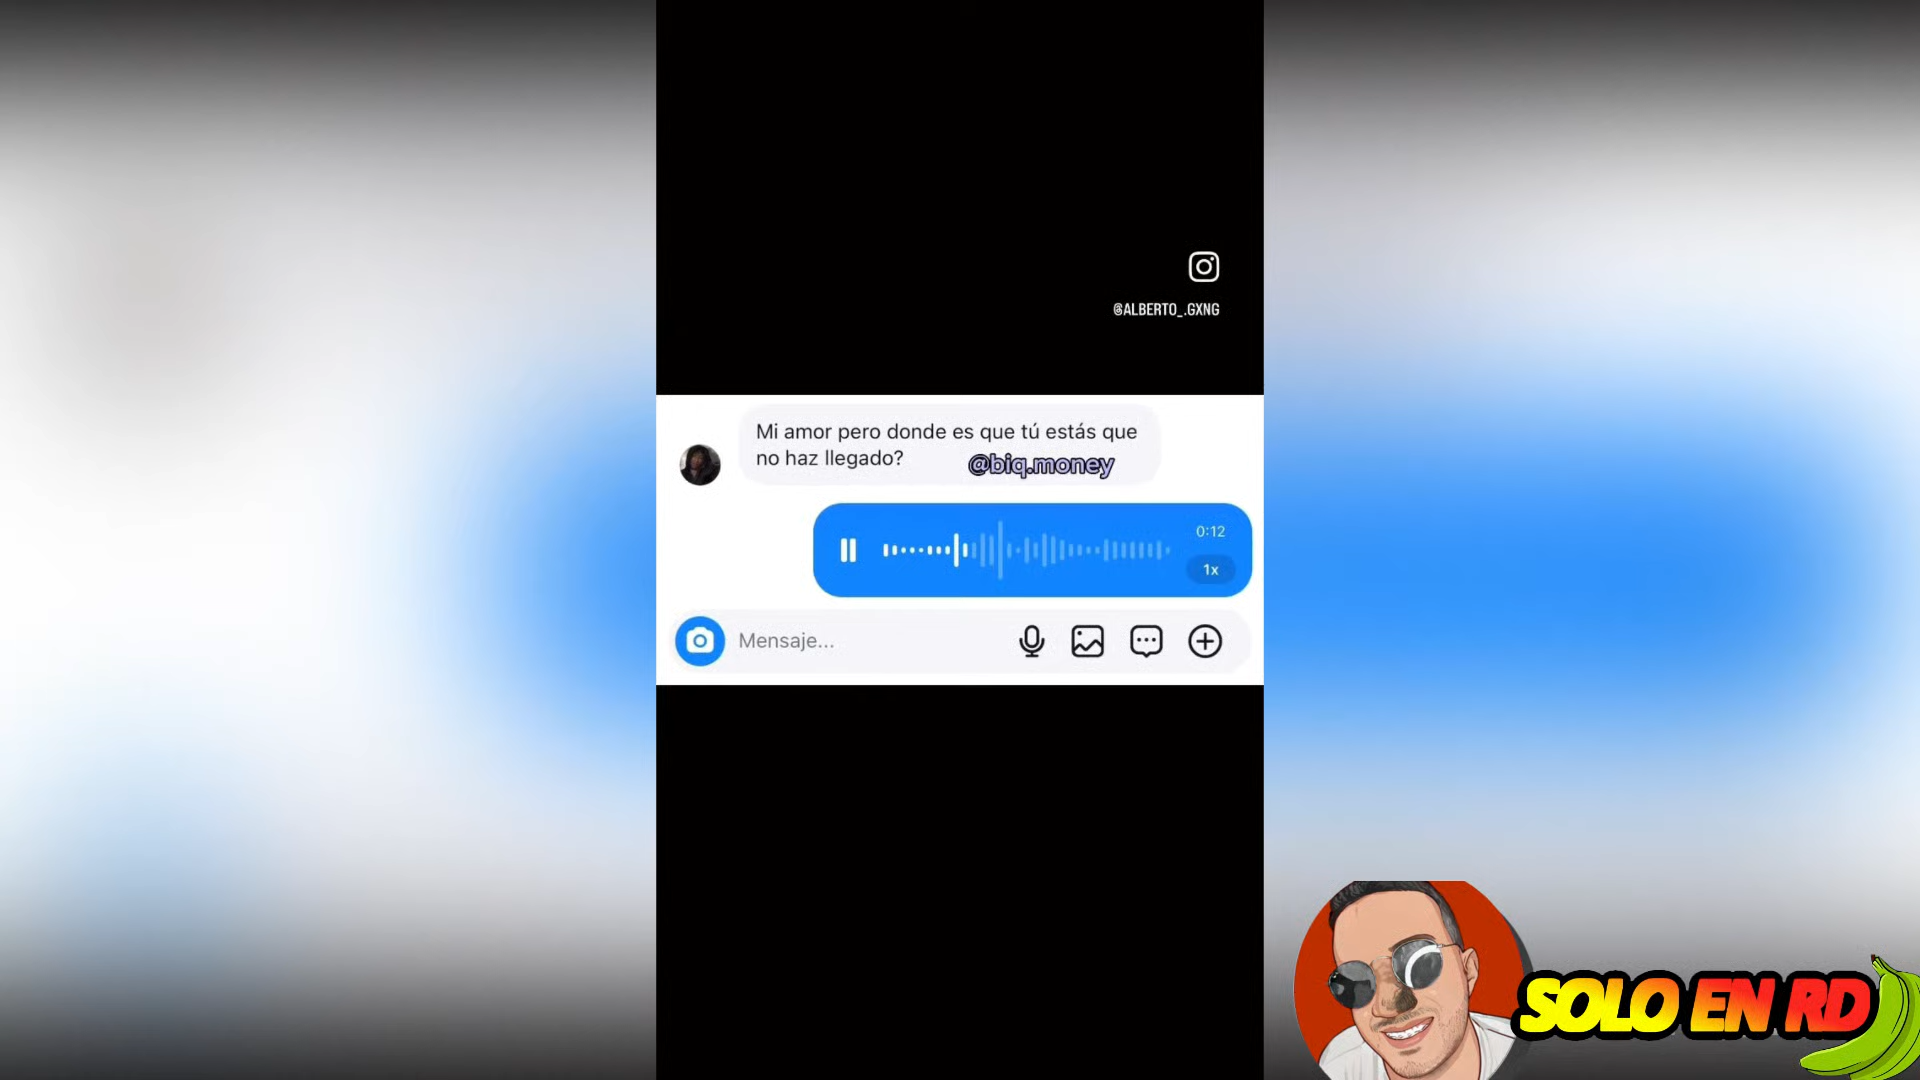 @ALBERTO_.GXNG
Mi amor pero donde es que tú estás que
no haz llegado?
@biq.money
0:12
1x
Mensaje...
SOLO EN RD